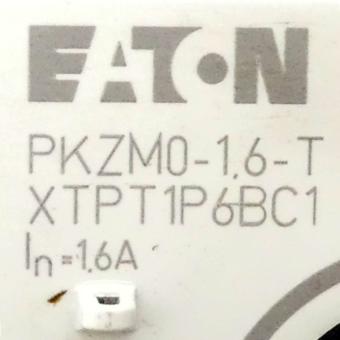 EATON
PKZM0-1,6-T
XTPT1P6BC1
In=1,6A